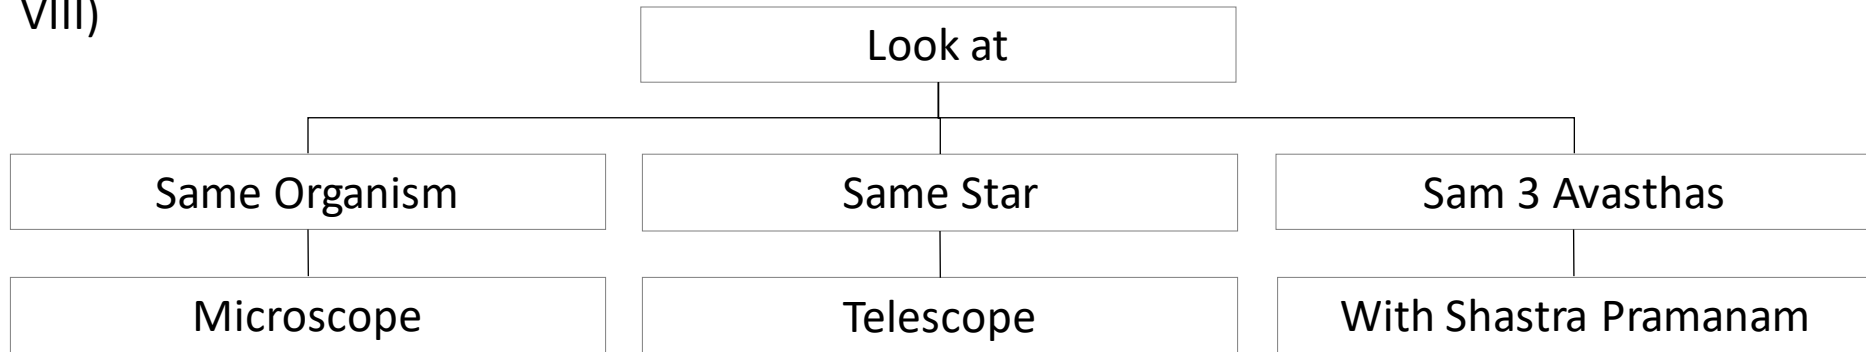 VIII)
Look at
Same Organism
Same Star
Sam 3 Avasthas
Microscope
Telescope
With Shastra Pramanam